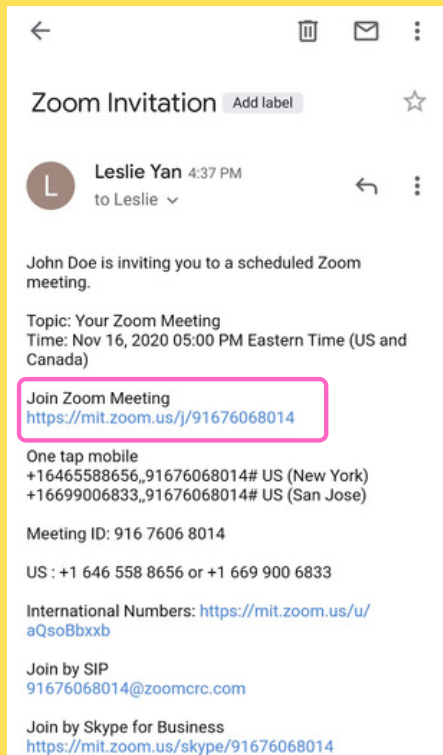 Zoom Invitation Add label
L
Leslie Yan 4:37 PM
to Leslie
John Doe is inviting you to a scheduled Zoom
meeting.
Topic: Your Zoom Meeting
Time: Nov 16, 2020 05:00 PM Eastern Time (US and
Canada)
Join Zoom Meeting
https://mit.zoom.us/j/91676068014
One tap mobile
+16465588656,,91676068014# US (New York)
+16699006833,,91676068014# US (San Jose)
Meeting ID: 916 7606 8014
US : +1 646 558 8656 or +1 669 900 6833
International Numbers: https://mit.zoom.us/u/
aQsoBbxxb
Join by SIP
91676068014@zoomcrc.com
Join by Skype for Business
https://mit.zoom.us/skype/91676068014